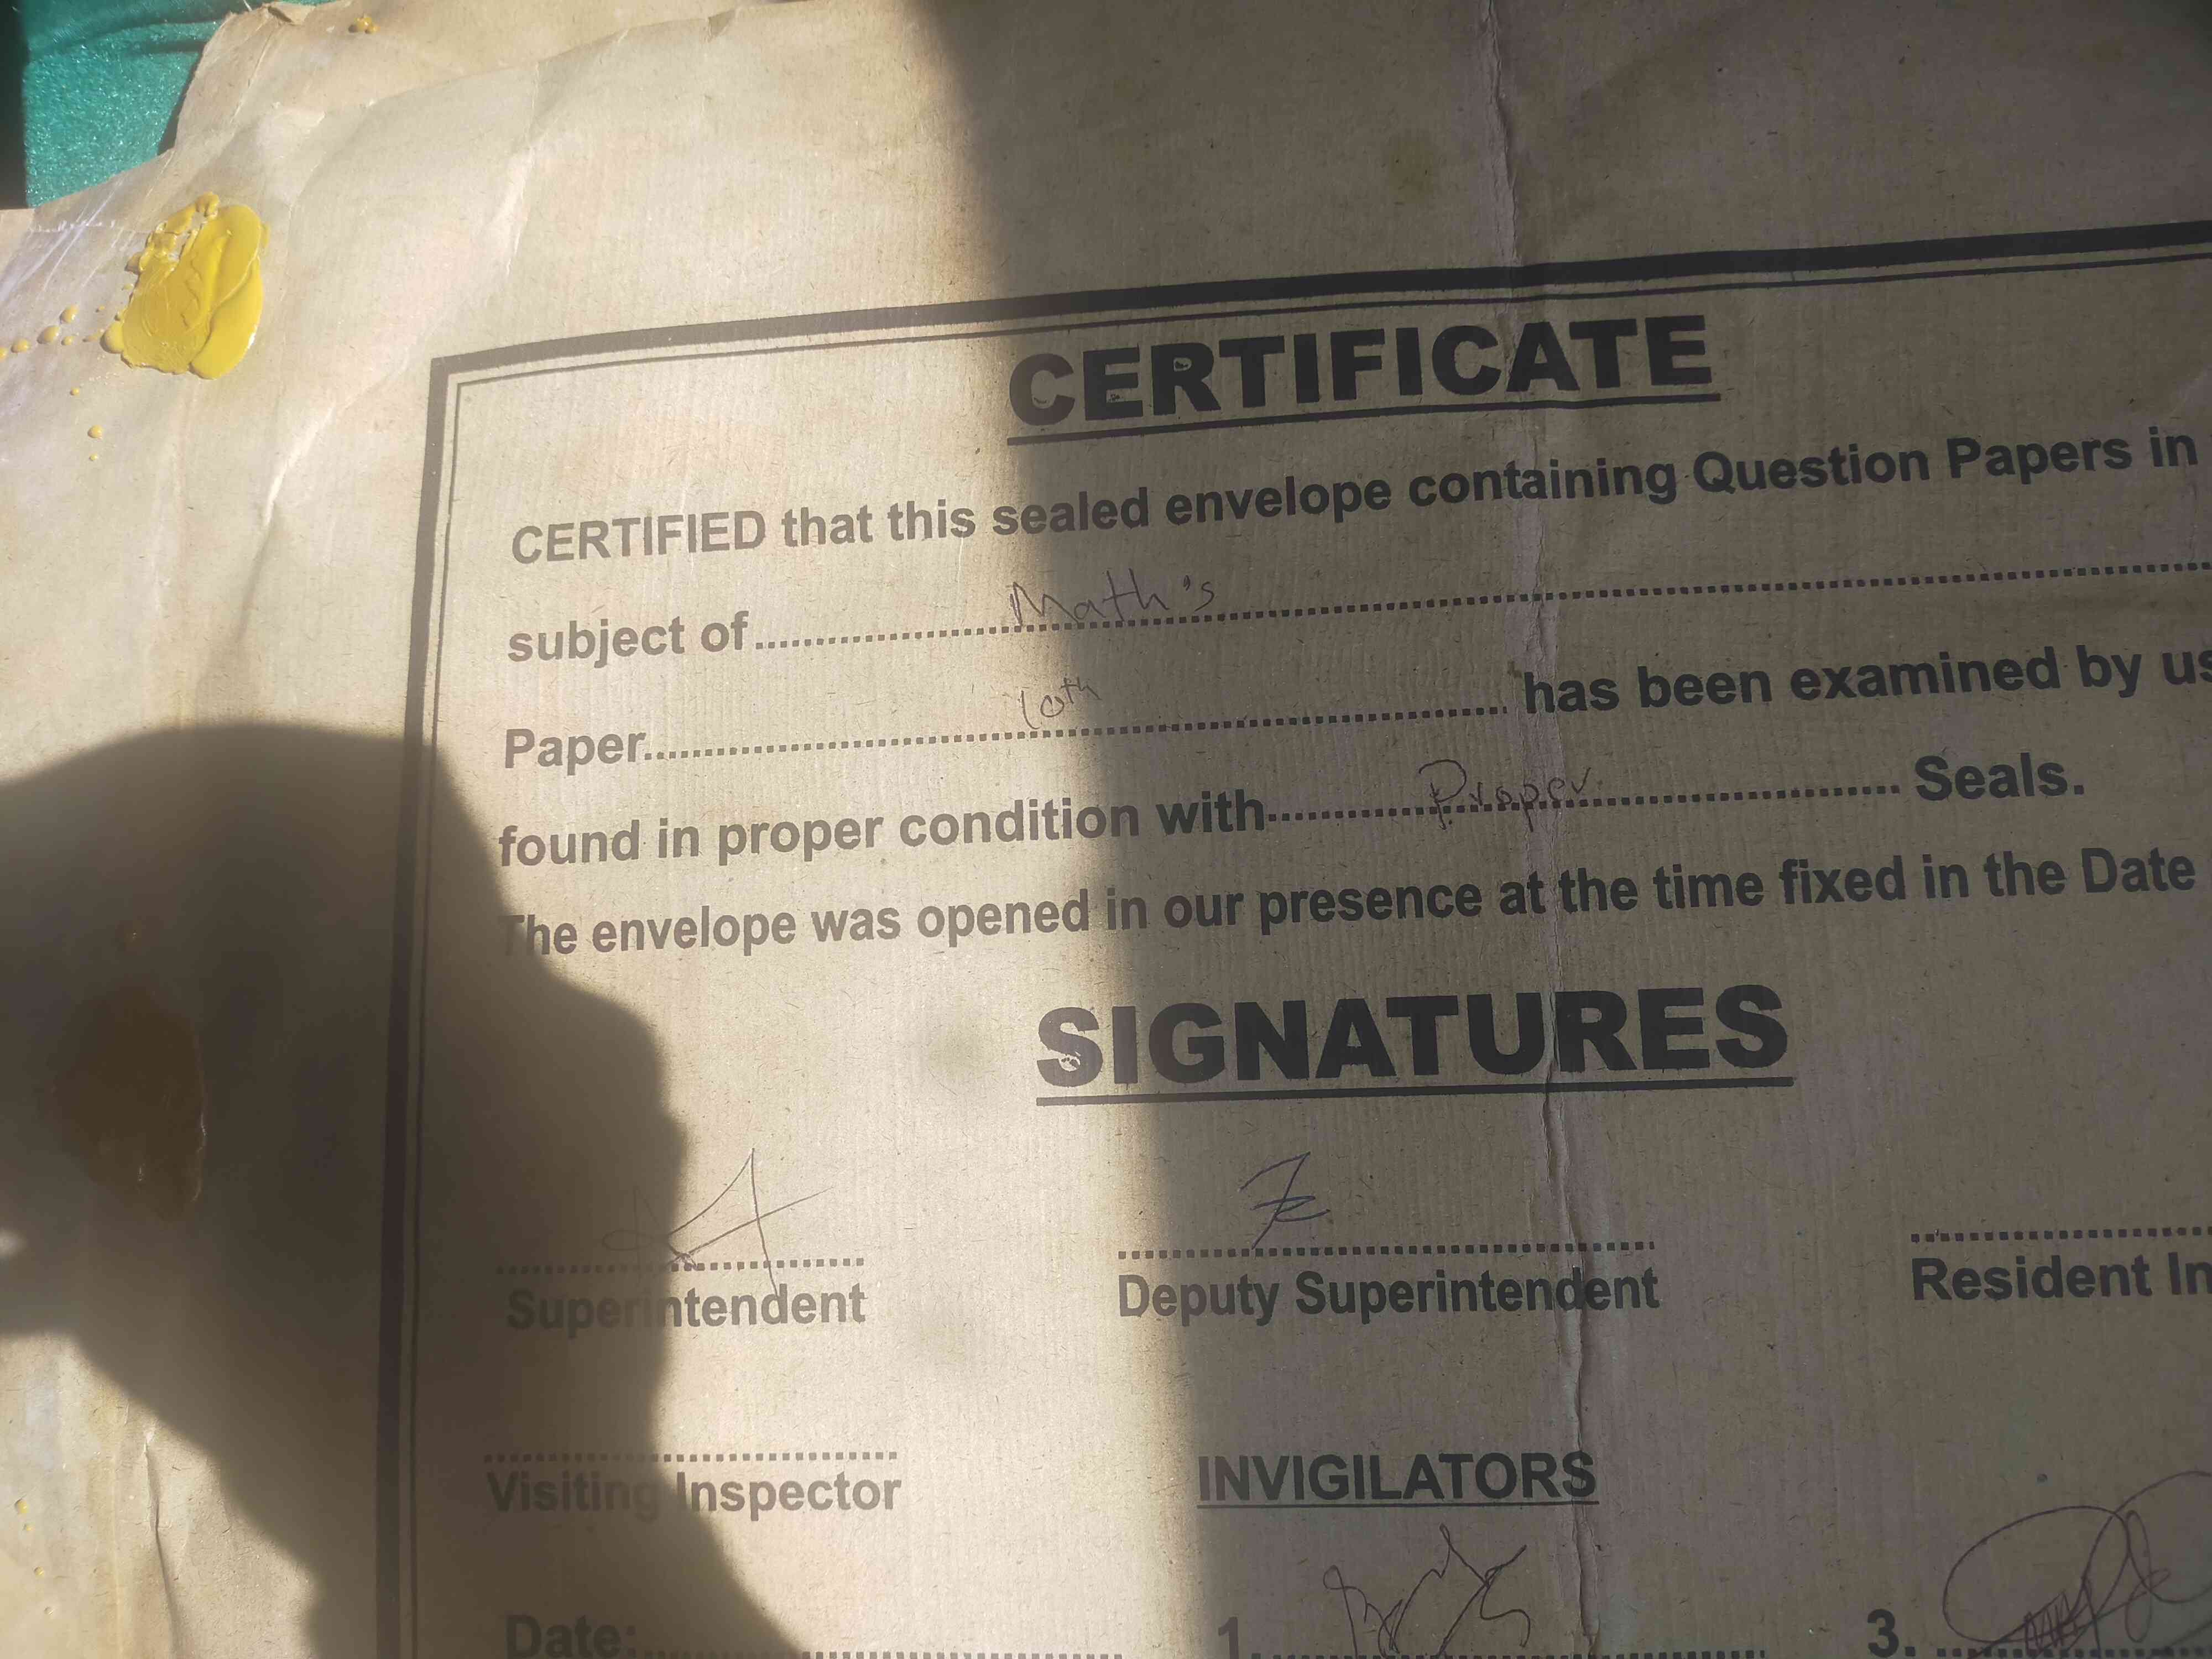 CERTIFICATE
CERTIFIED that this sealed envelope containing Question Papers in
subject of Math's
Paper 10th has been examined by us
found in proper condition with Proper Seals.
The envelope was opened in our presence at the time fixed in the Date
SIGNATURES
Superintendent Deputy Superintendent Resident In
Visiting Inspector INVIGILATORS
Date: 1. 3.